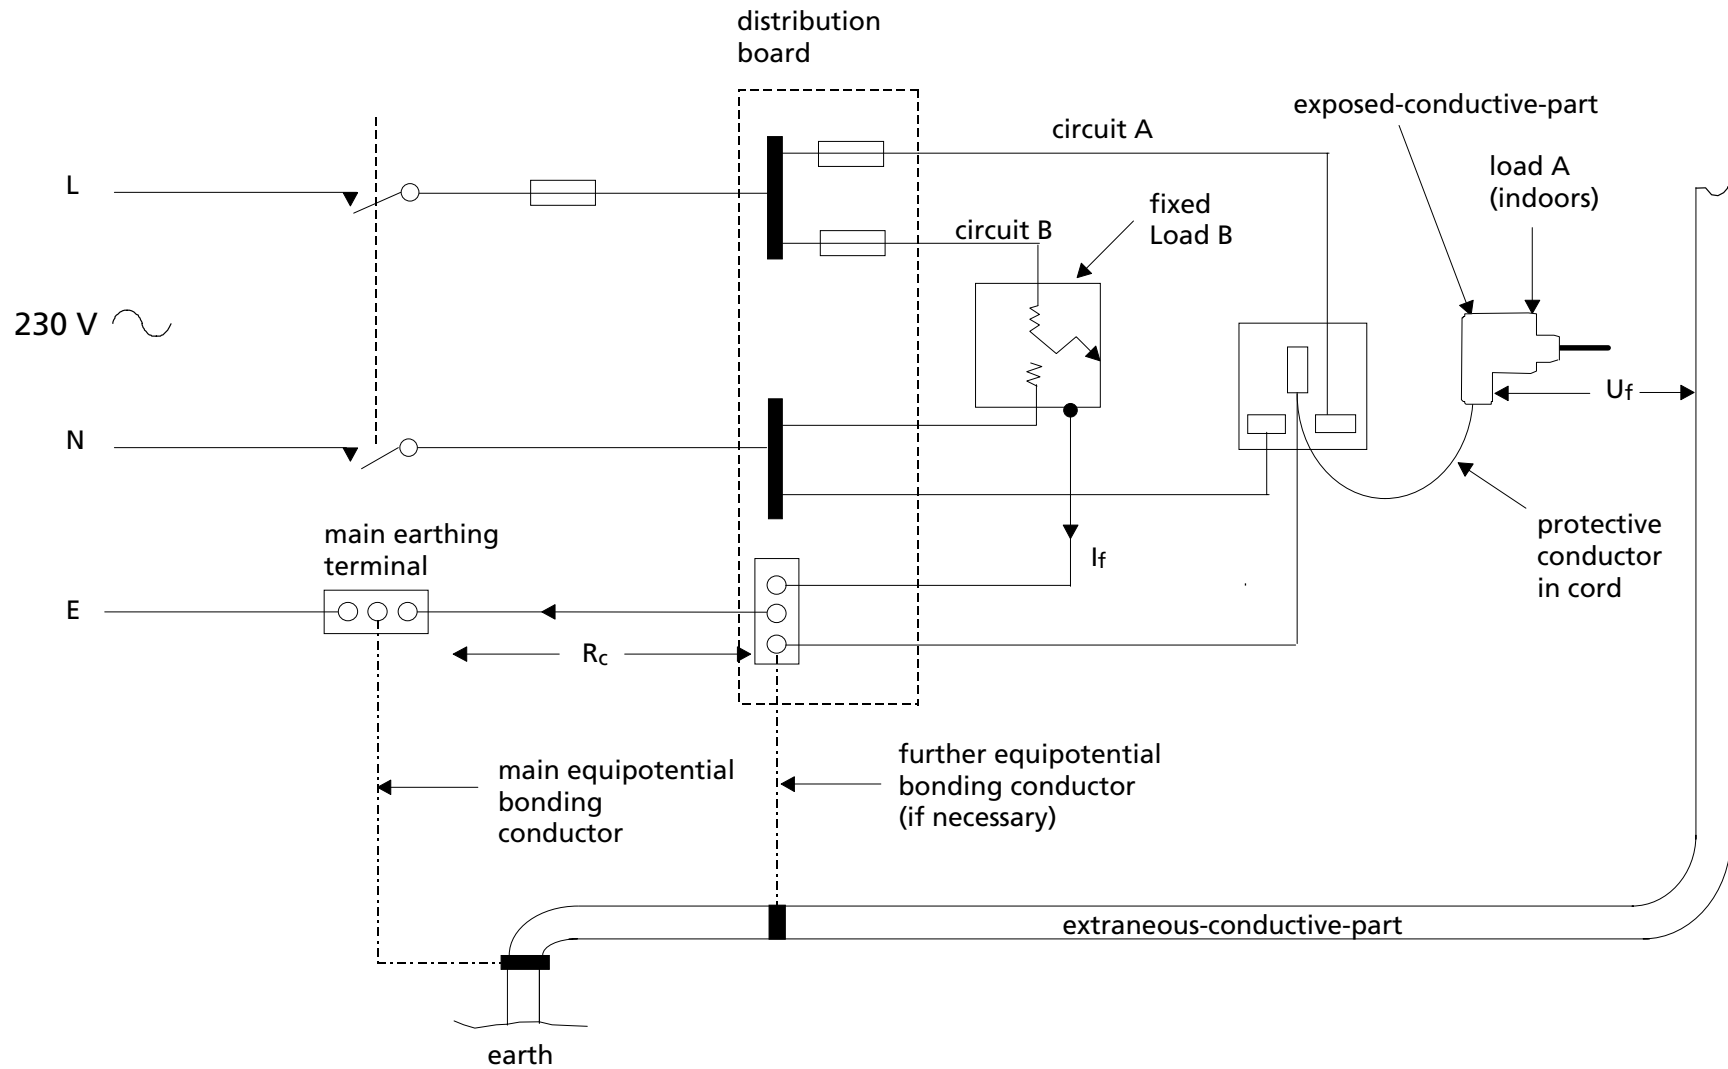 distribution
board
exposed-conductive-part
circuit A
load A
(indoors)
L
fixed
Load B
circuit B
230 V
Uf
N
main earthing
terminal
protective
conductor
in cord
If
E
Rc
main equipotential
bonding
conductor
further equipotential
bonding conductor
(if necessary)
extraneous-conductive-part
earth